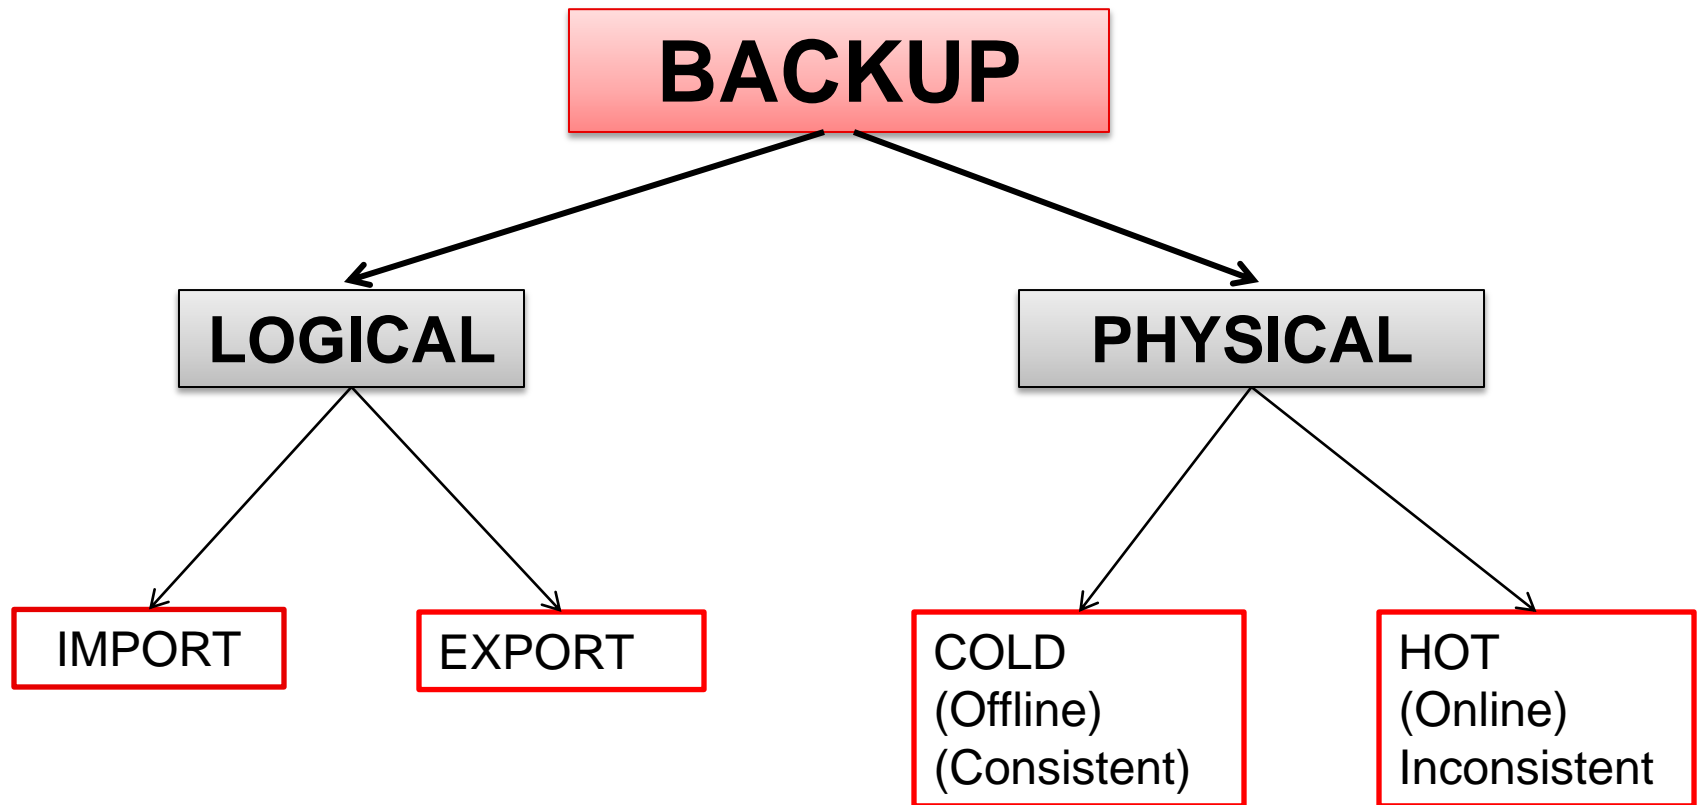 BACKUP
LOGICAL
PHYSICAL
IMPORT
EXPORT
COLD
(Offline)
(Consistent)
HOT
(Online)
Inconsistent